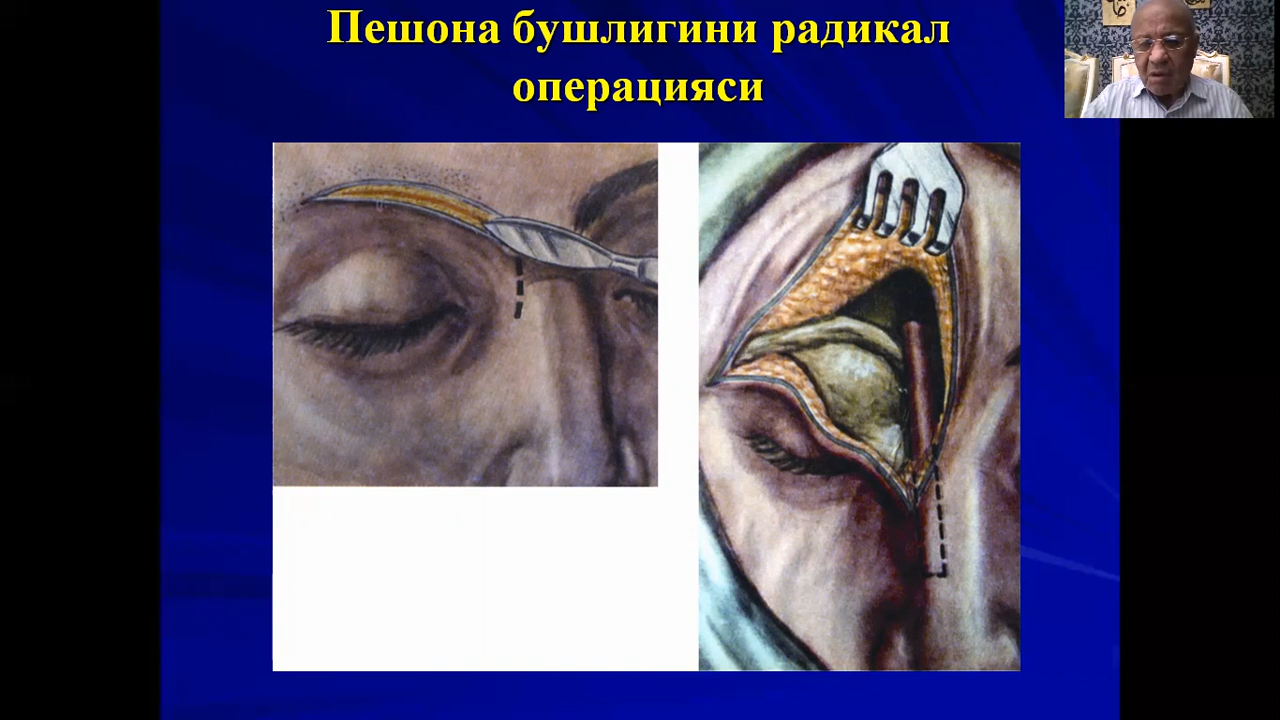 Пешона бушлигини радикал
операцияси